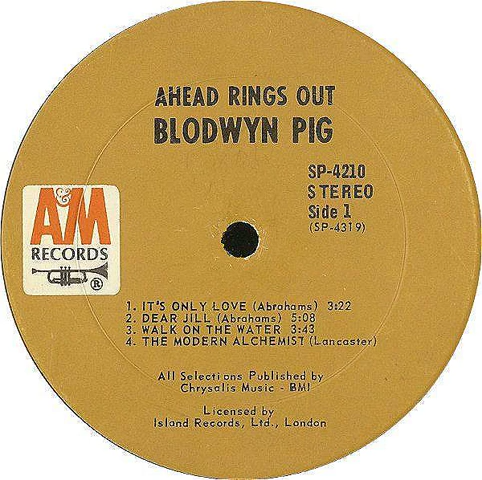 AHEAD RINGS OUT
BLODWYN PIG
SP-4210
STEREO
Side 1
(SP-4319)
A&M
RECORDS
®
1. IT'S ONLY LOVE (Abrahams) 3:22
2. DEAR JILL (Abrahams) 5:08
3. WALK ON THE WATER 3:43
4. THE MODERN ALCHEMIST (Lancaster)
All Selections Published by
Chrysalis Music - BMI
Licensed by
Island Records, Ltd., London